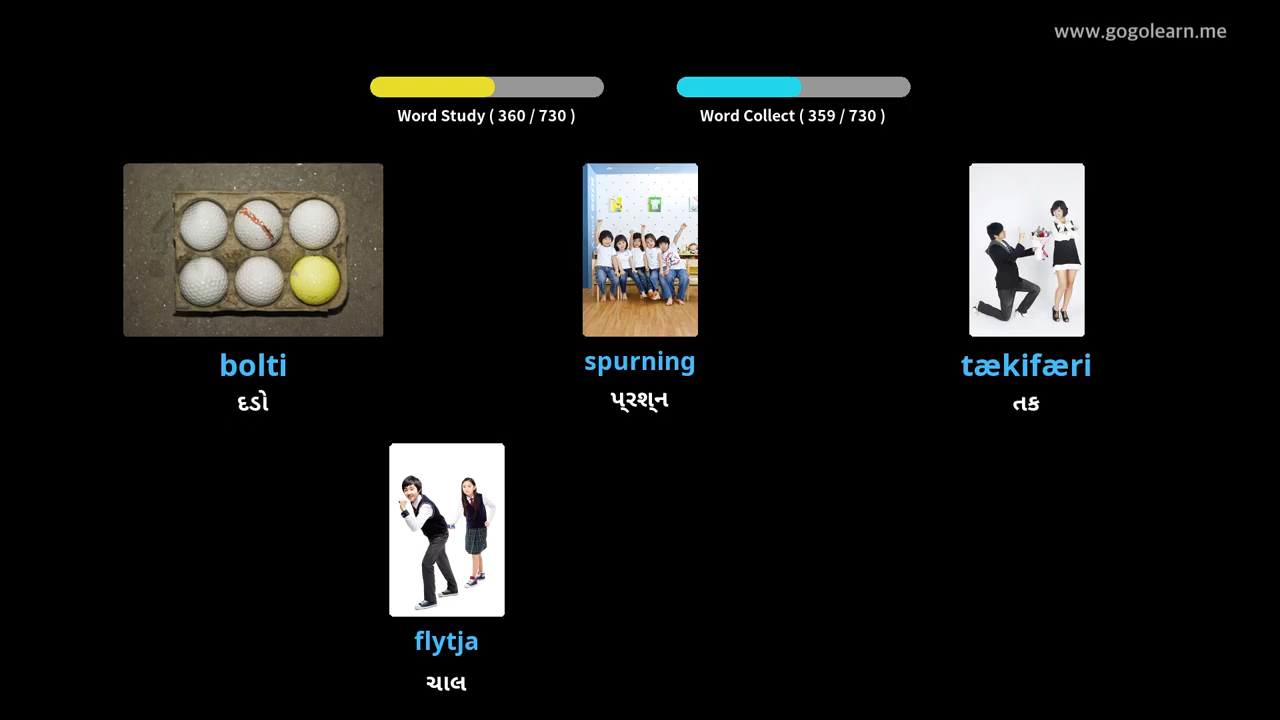 www.gogolearn.me
Word Study ( 360 / 730 )
Word Collect ( 359 / 730 )
bolti
દડો
spurning
પ્રશ્ન
tækifæri
તક
flytja
ચાલ